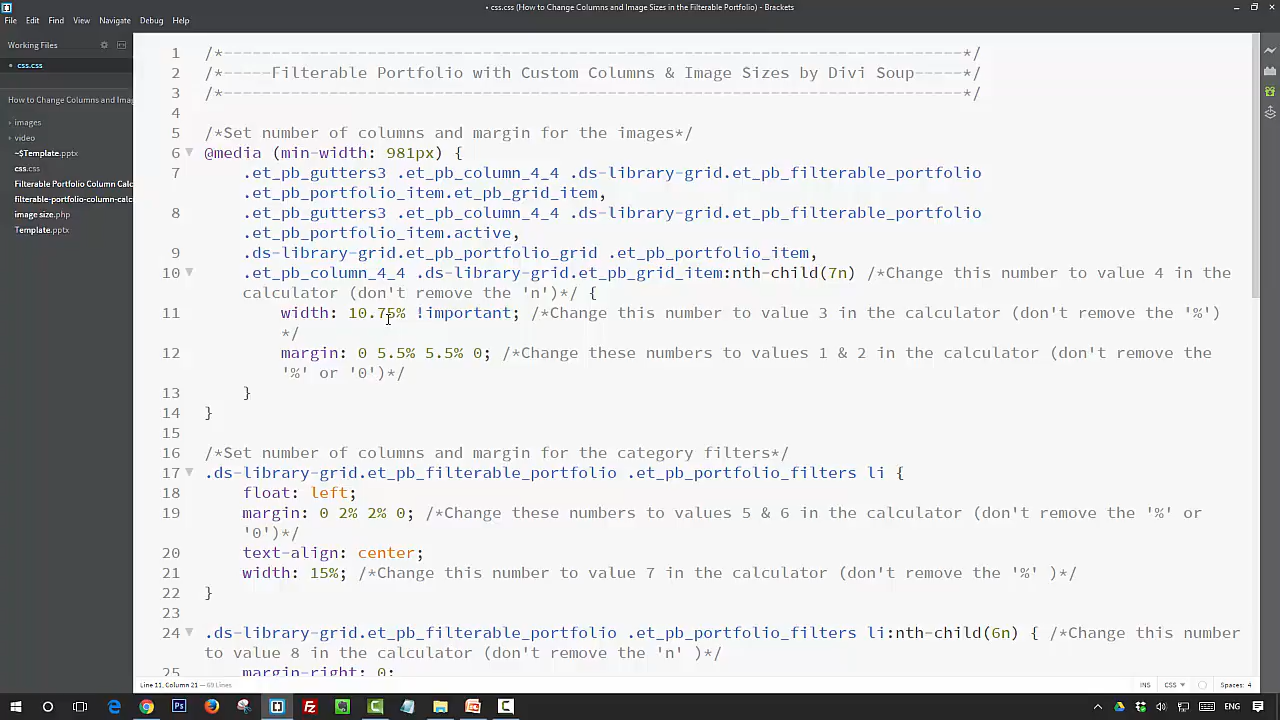 • css.css (How to Change Columns and Image Sizes in the Filterable Portfolio) - Brackets
File Edit Find View Navigate Debug Help
Working Files
• css.css
How to Change Columns and Imag
images
video
~$Template.pptx
css.css
Filterable Portfolio Column Calc
Filterable-portfolio-column-calc
image size.php
Template.pptx
1 /*-----------------------------------------------------------------------------*/
2 /*-----Filterable Portfolio with Custom Columns & Image Sizes by Divi Soup-----*/
3 /*-----------------------------------------------------------------------------*/
4
5 /*Set number of columns and margin for the images*/
6 @media (min-width: 981px) {
7 .et_pb_gutters3 .et_pb_column_4_4 .ds-library-grid.et_pb_filterable_portfolio
.et_pb_portfolio_item.et_pb_grid_item,
8 .et_pb_gutters3 .et_pb_column_4_4 .ds-library-grid.et_pb_filterable_portfolio
.et_pb_portfolio_item.active,
9 .ds-library-grid.et_pb_portfolio_grid .et_pb_portfolio_item,
10 .et_pb_column_4_4 .ds-library-grid.et_pb_grid_item:nth-child(7n) /*Change this number to value 4 in the
calculator (don't remove the 'n')*/ {
11 width: 10.75% !important; /*Change this number to value 3 in the calculator (don't remove the '%')
*/
12 margin: 0 5.5% 5.5% 0; /*Change these numbers to values 1 & 2 in the calculator (don't remove the
'%' or '0')*/
13 }
14 }
15
16 /*Set number of columns and margin for the category filters*/
17 .ds-library-grid.et_pb_filterable_portfolio .et_pb_portfolio_filters li {
18 float: left;
19 margin: 0 2% 2% 0; /*Change these numbers to values 5 & 6 in the calculator (don't remove the '%' or
'0')*/
20 text-align: center;
21 width: 15%; /*Change this number to value 7 in the calculator (don't remove the '%' )*/
22 }
23
24 .ds-library-grid.et_pb_filterable_portfolio .et_pb_portfolio_filters li:nth-child(6n) { /*Change this number
to value 8 in the calculator (don't remove the 'n' )*/
25 margin-right: 0;
Line 11, Column 21 — 69 Lines
INS CSS Spaces: 4
ENG